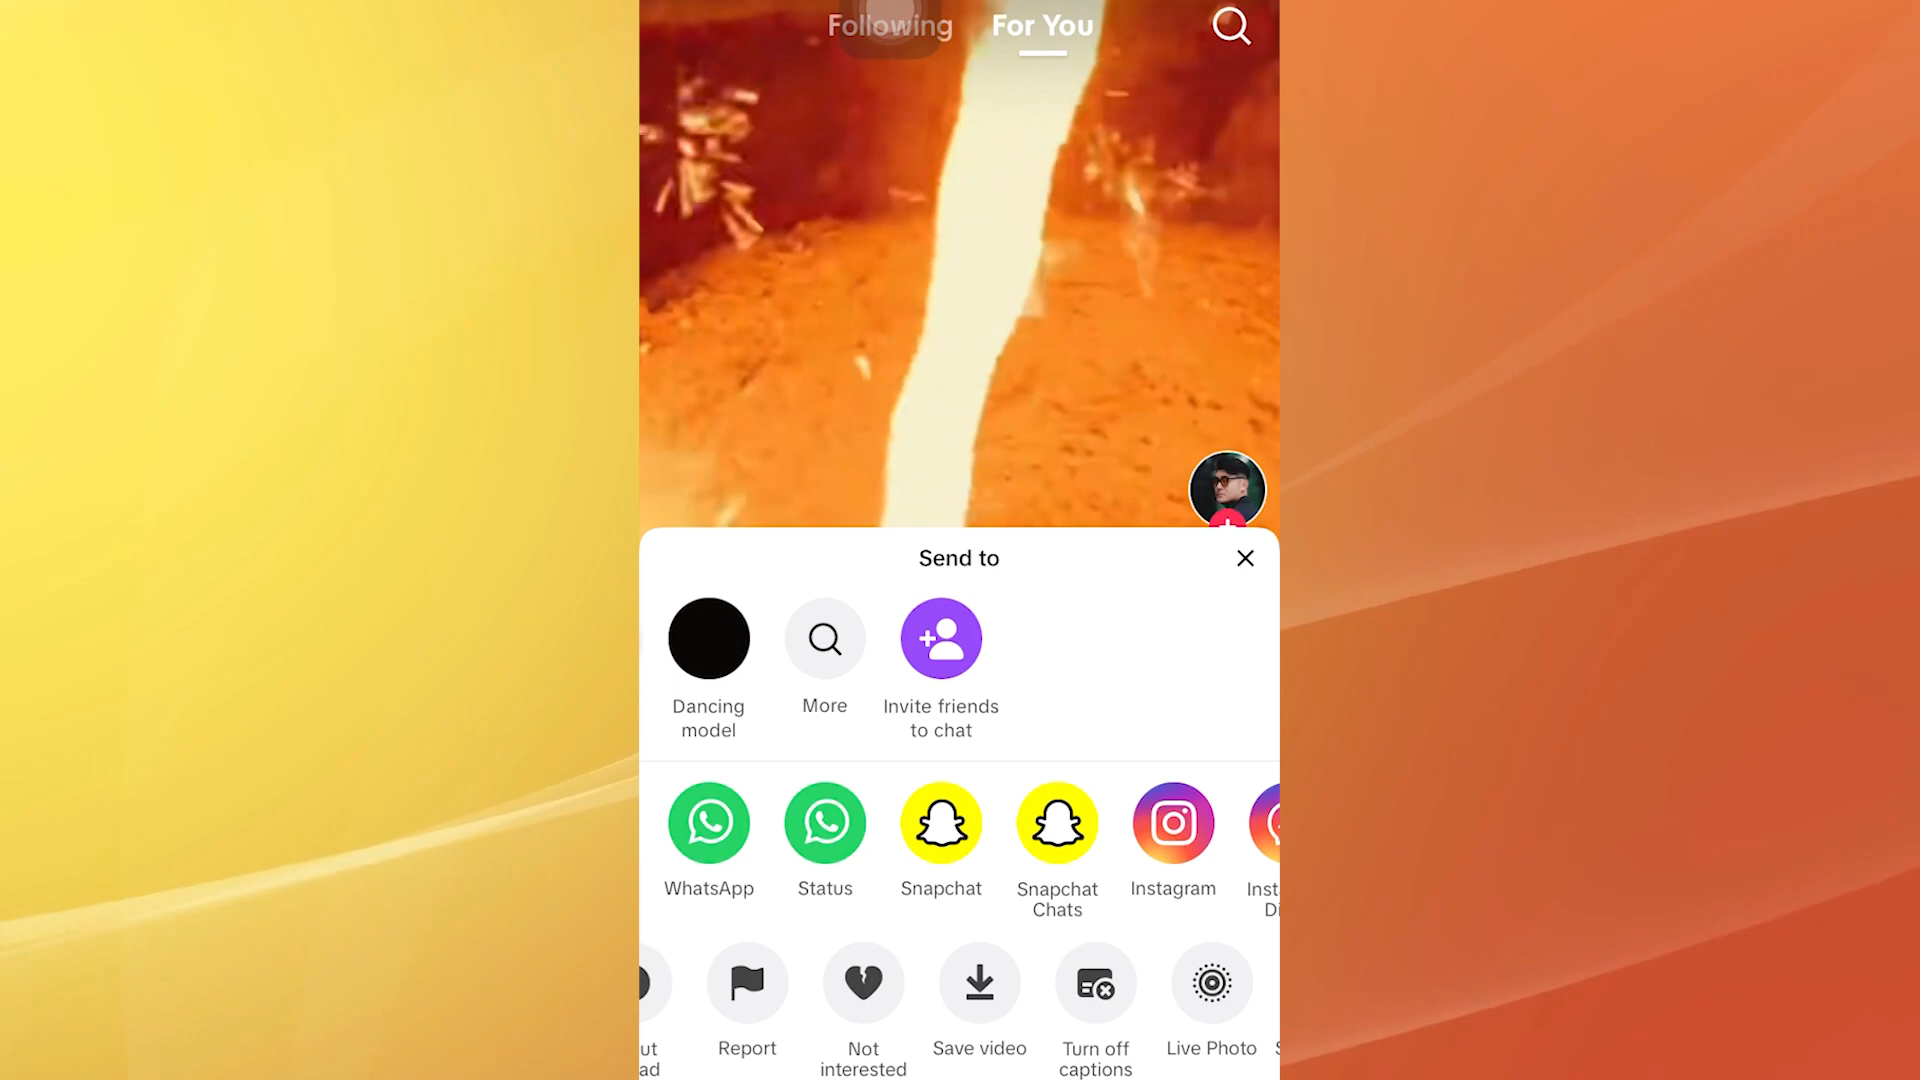 Following For You
Send to
Dancing
model
More
Invite friends
to chat
WhatsApp
Status
Snapchat
Snapchat
Chats
Instagram
Report
Not
interested
Save video
Turn off
captions
Live Photo